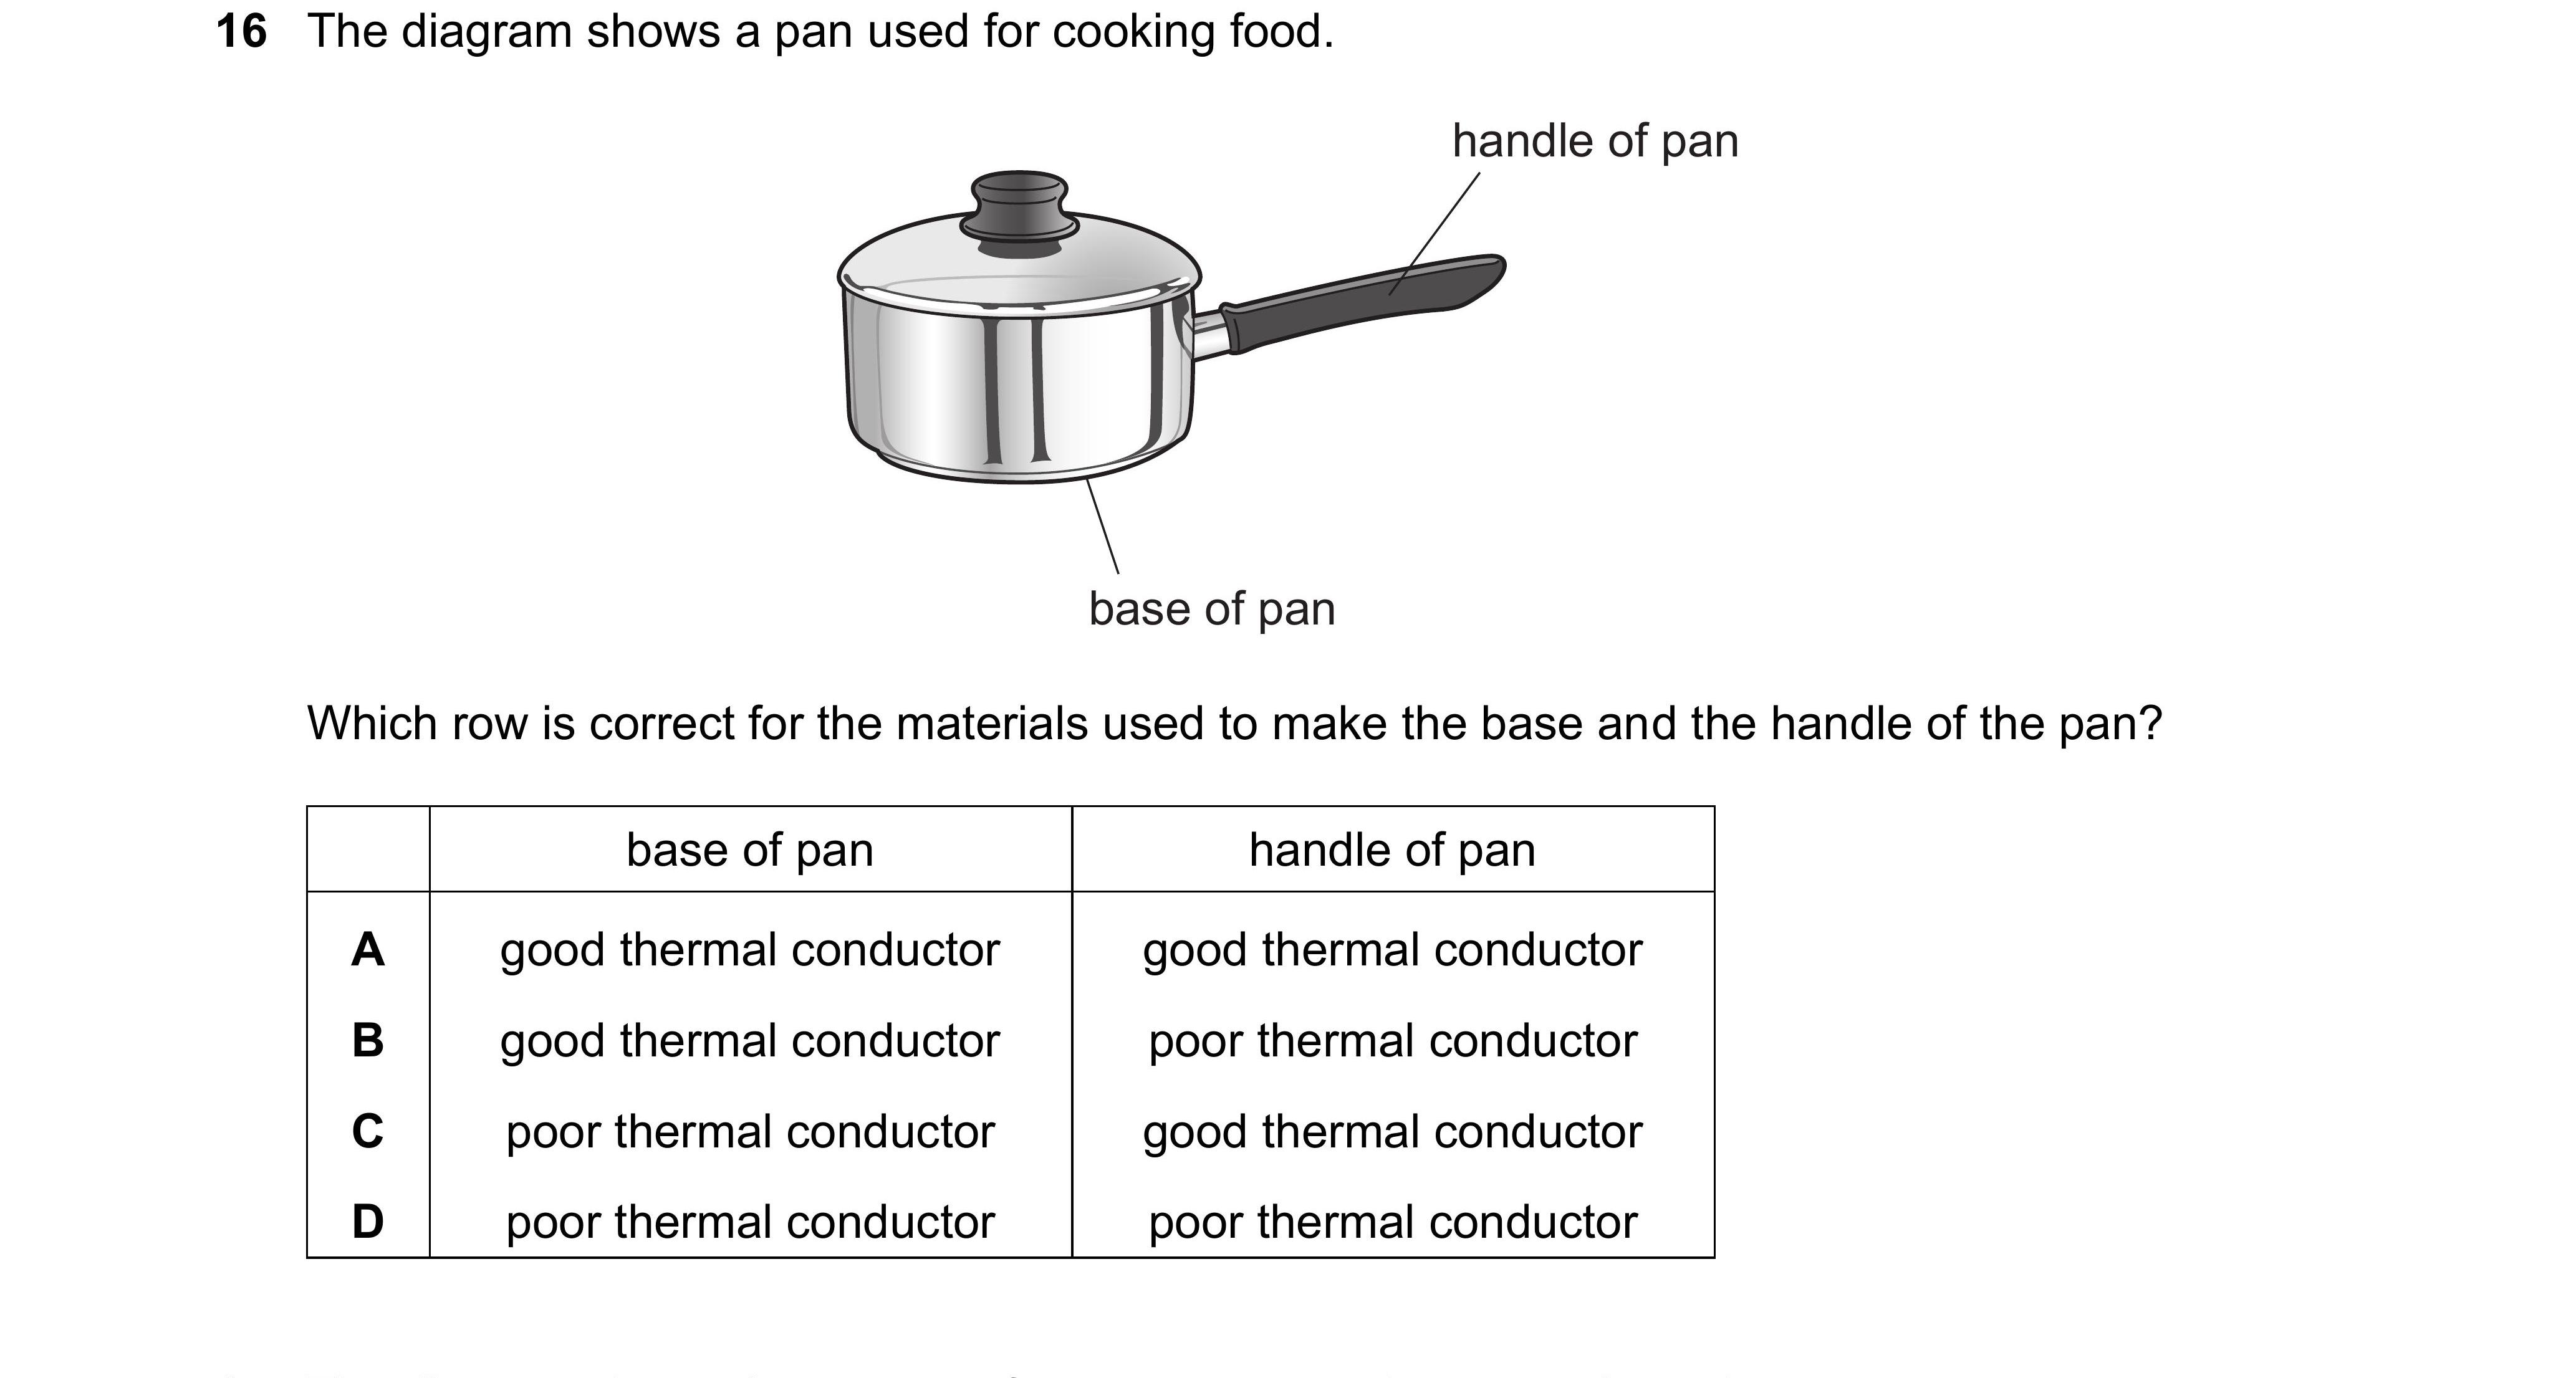 16 The diagram shows a pan used for cooking food.
handle of pan
base of pan
Which row is correct for the materials used to make the base and the handle of the pan?
base of pan handle of pan
A good thermal conductor good thermal conductor
B good thermal conductor poor thermal conductor
C poor thermal conductor good thermal conductor
D poor thermal conductor poor thermal conductor